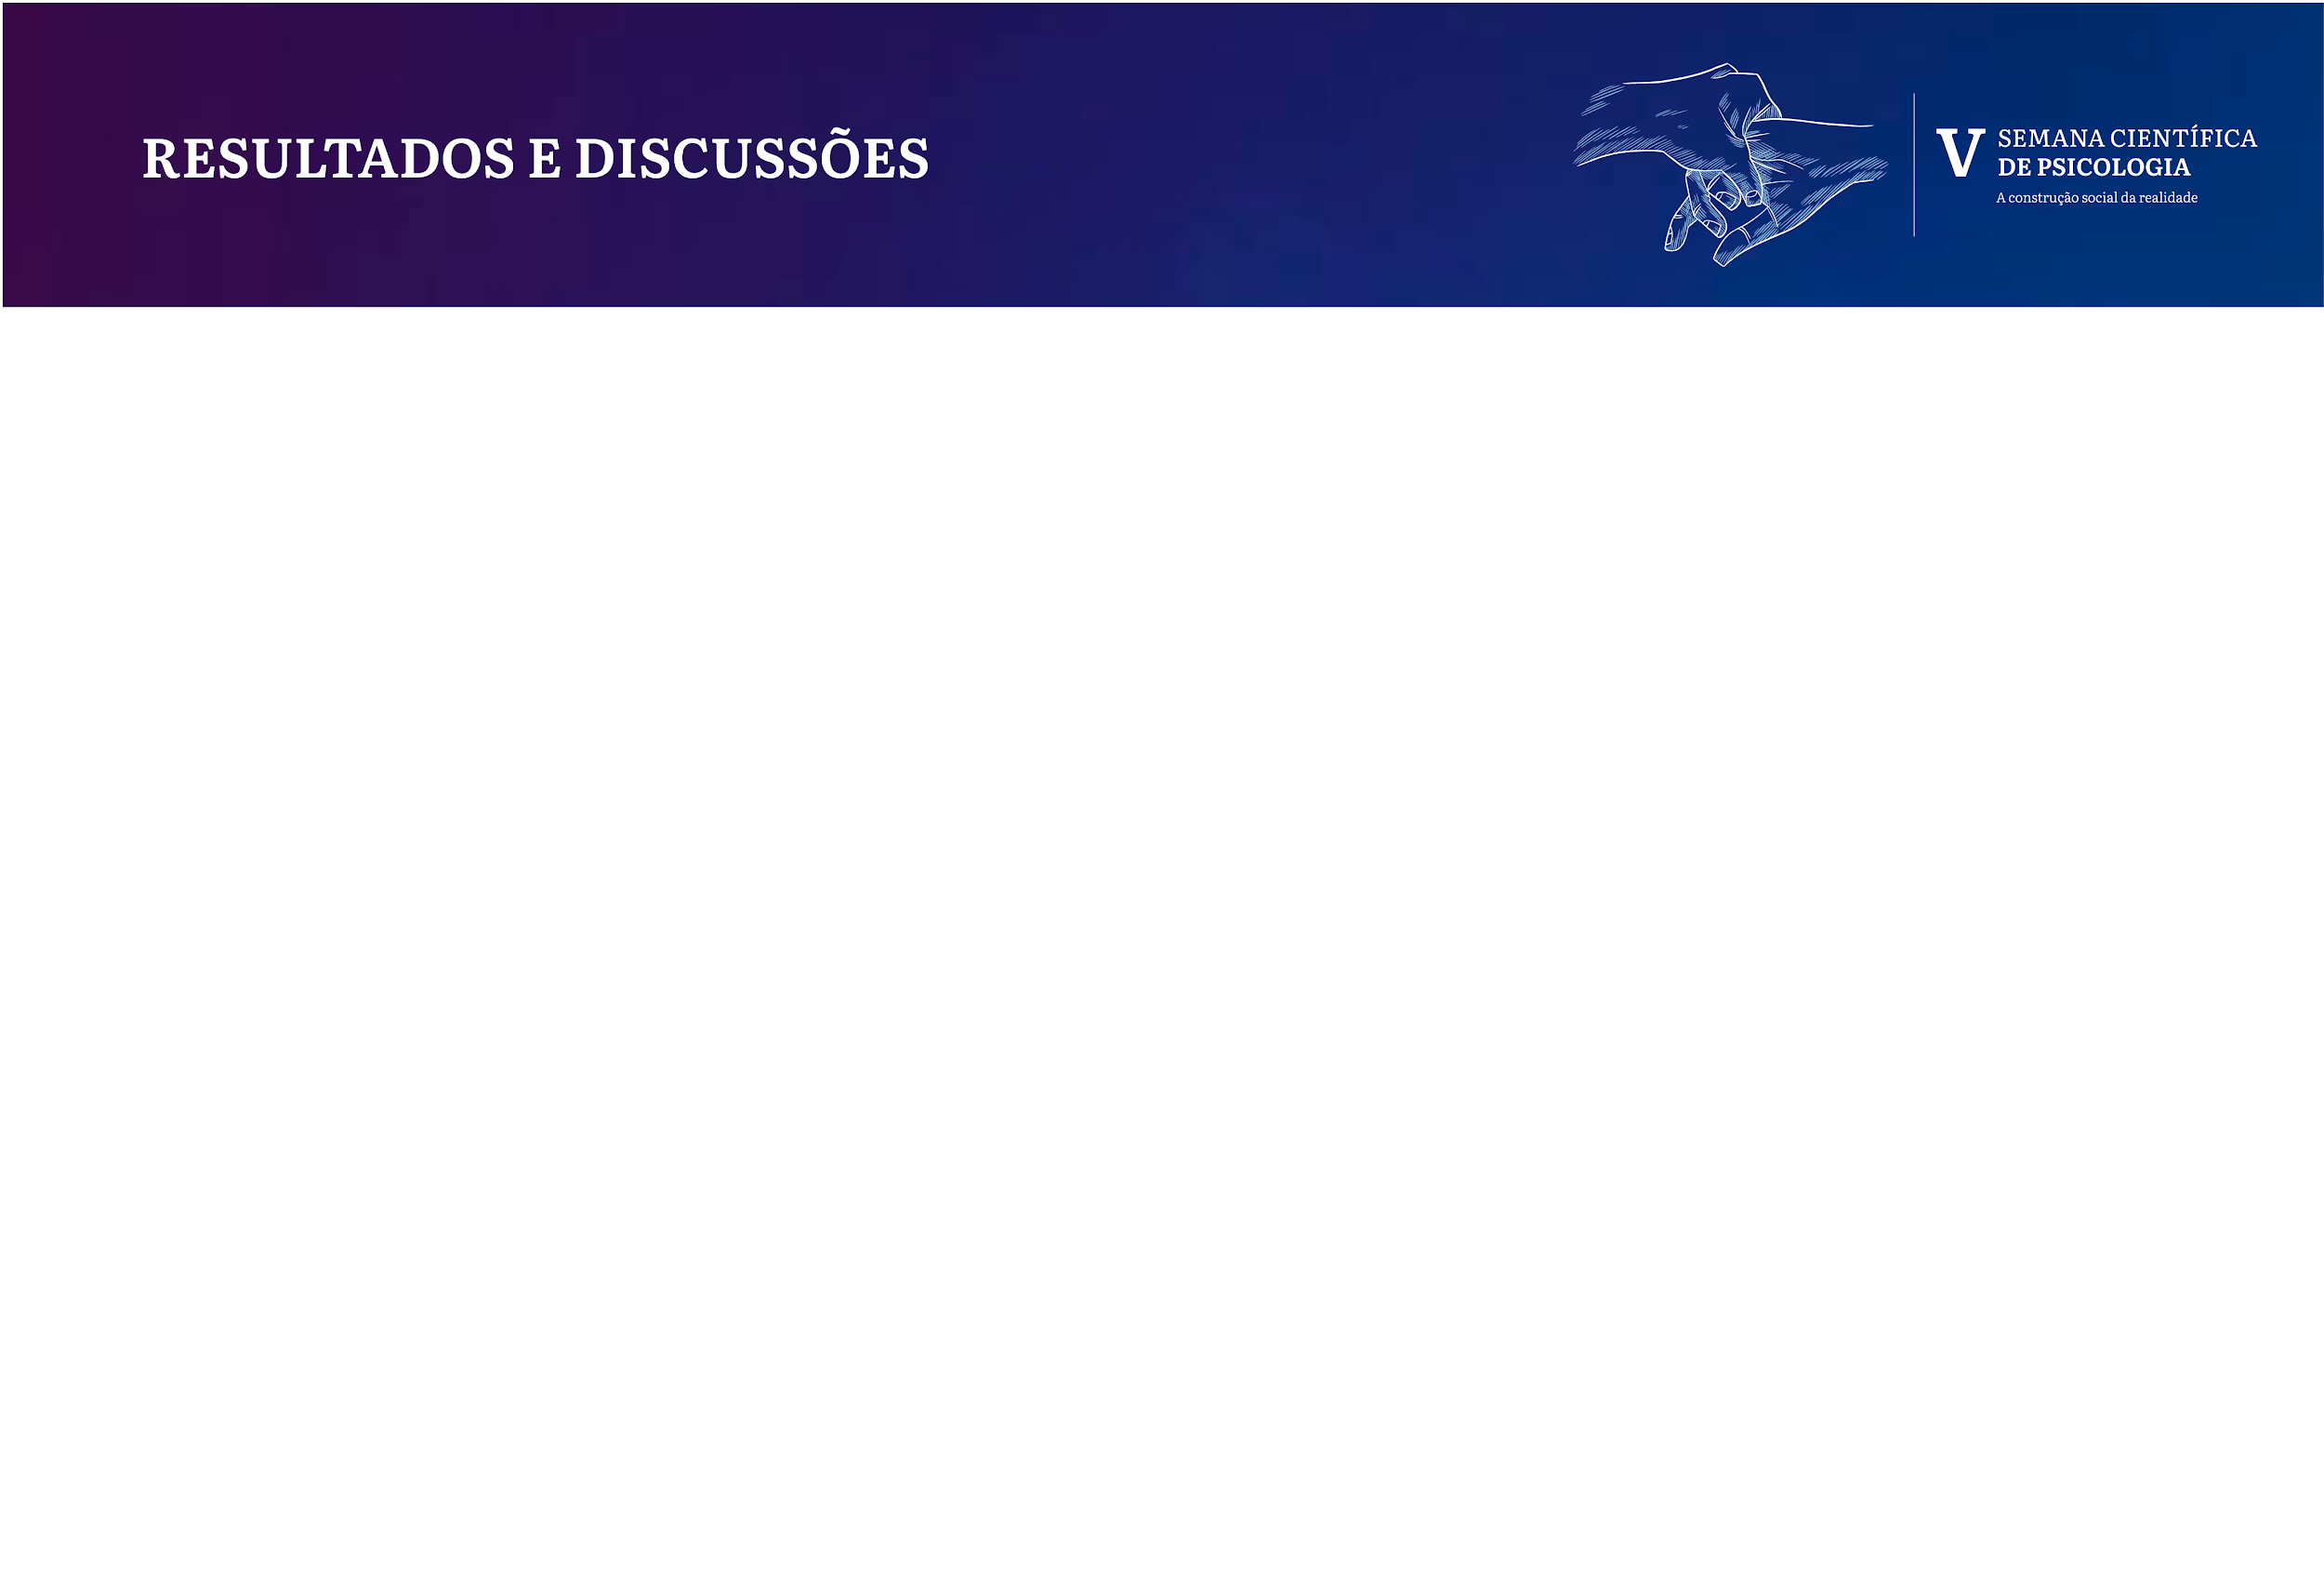 RESULTADOS E DISCUSSÕES
V SEMANA CIENTÍFICA
DE PSICOLOGIA
A construção social da realidade